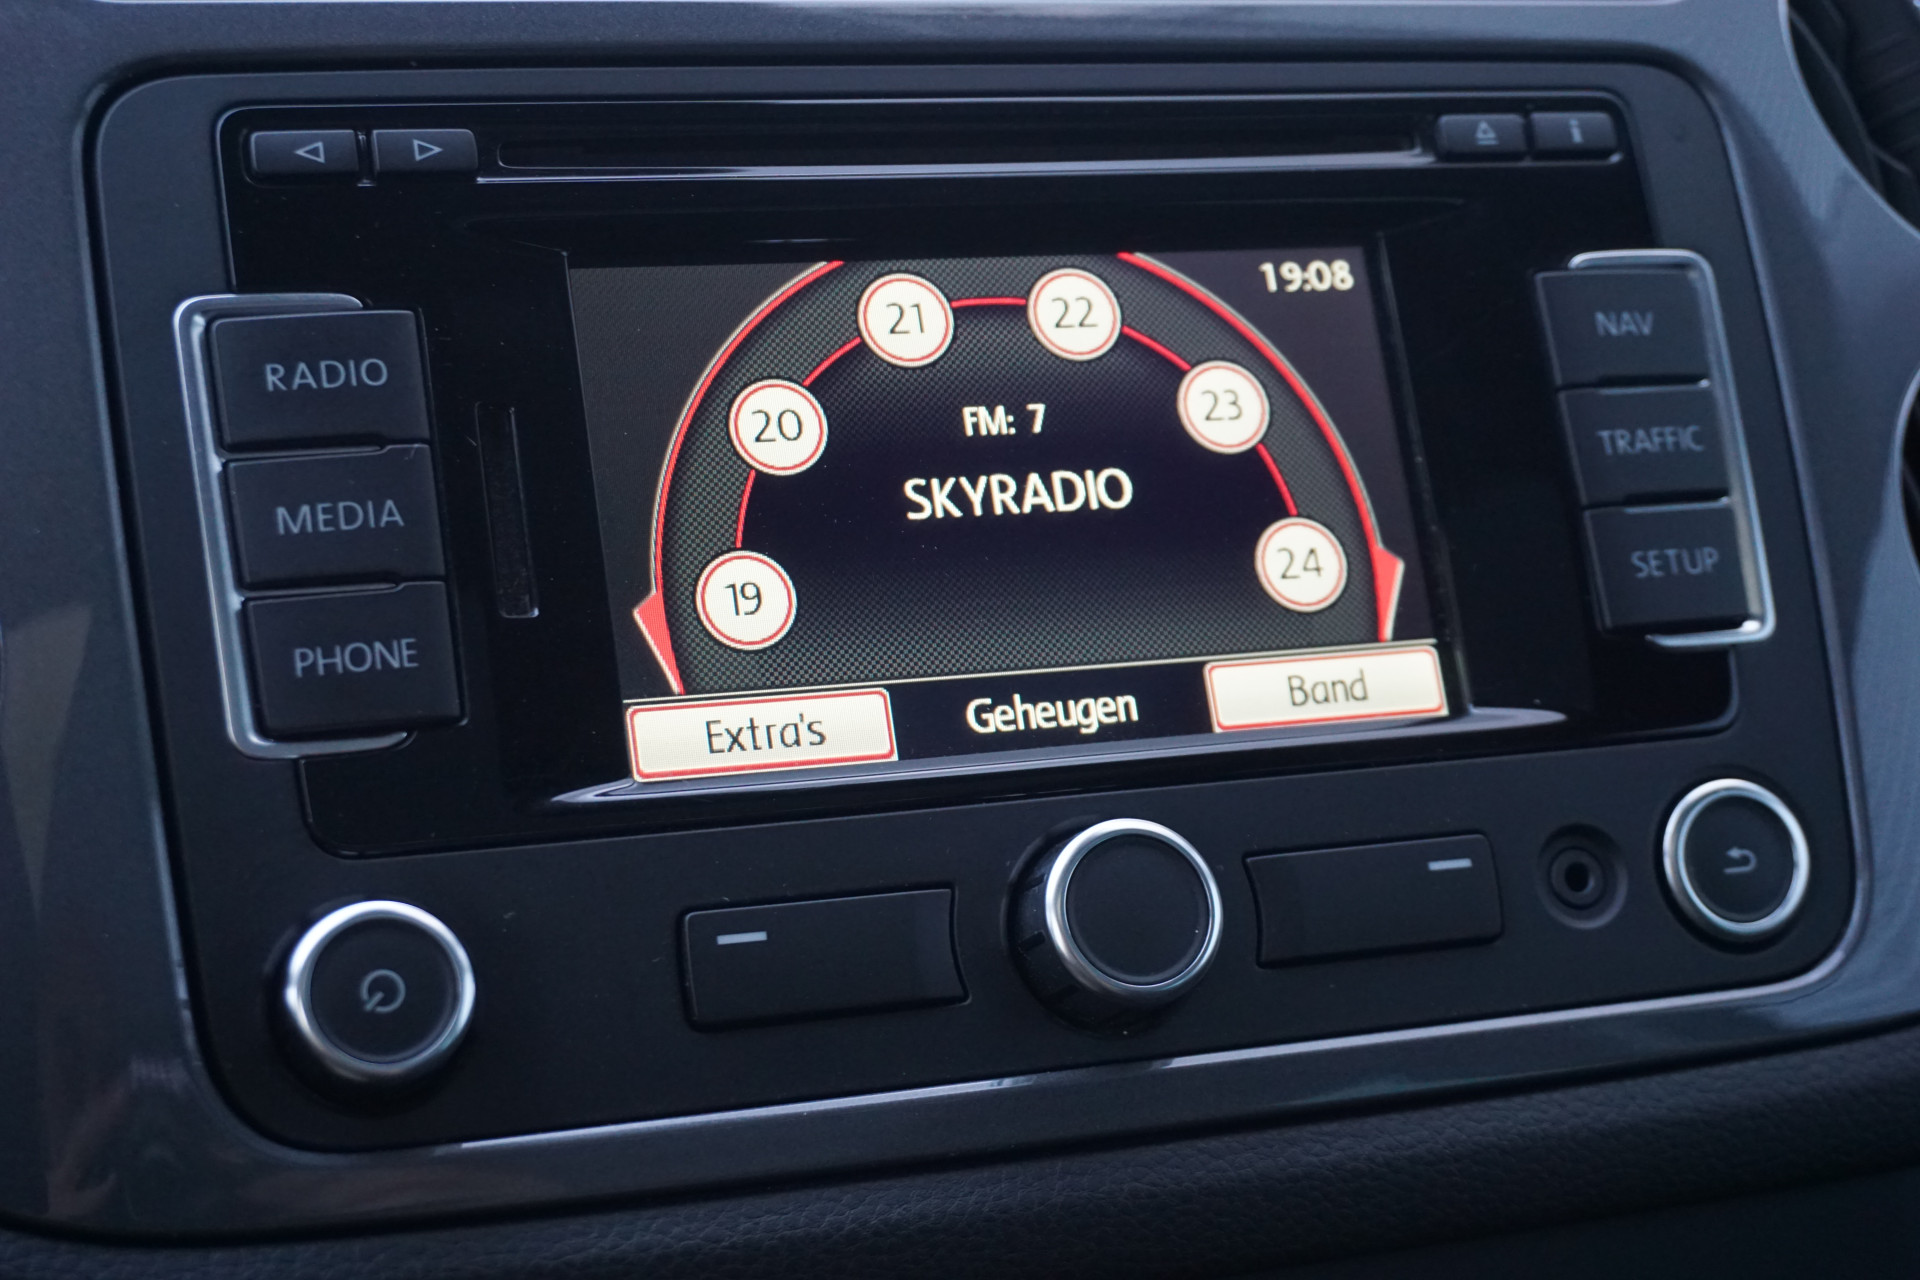 19:08
21
22
20
23
19
24
FM: 7
SKYRADIO
Extra's
Geheugen
Band
RADIO
MEDIA
PHONE
NAV
TRAFFIC
SETUP
i